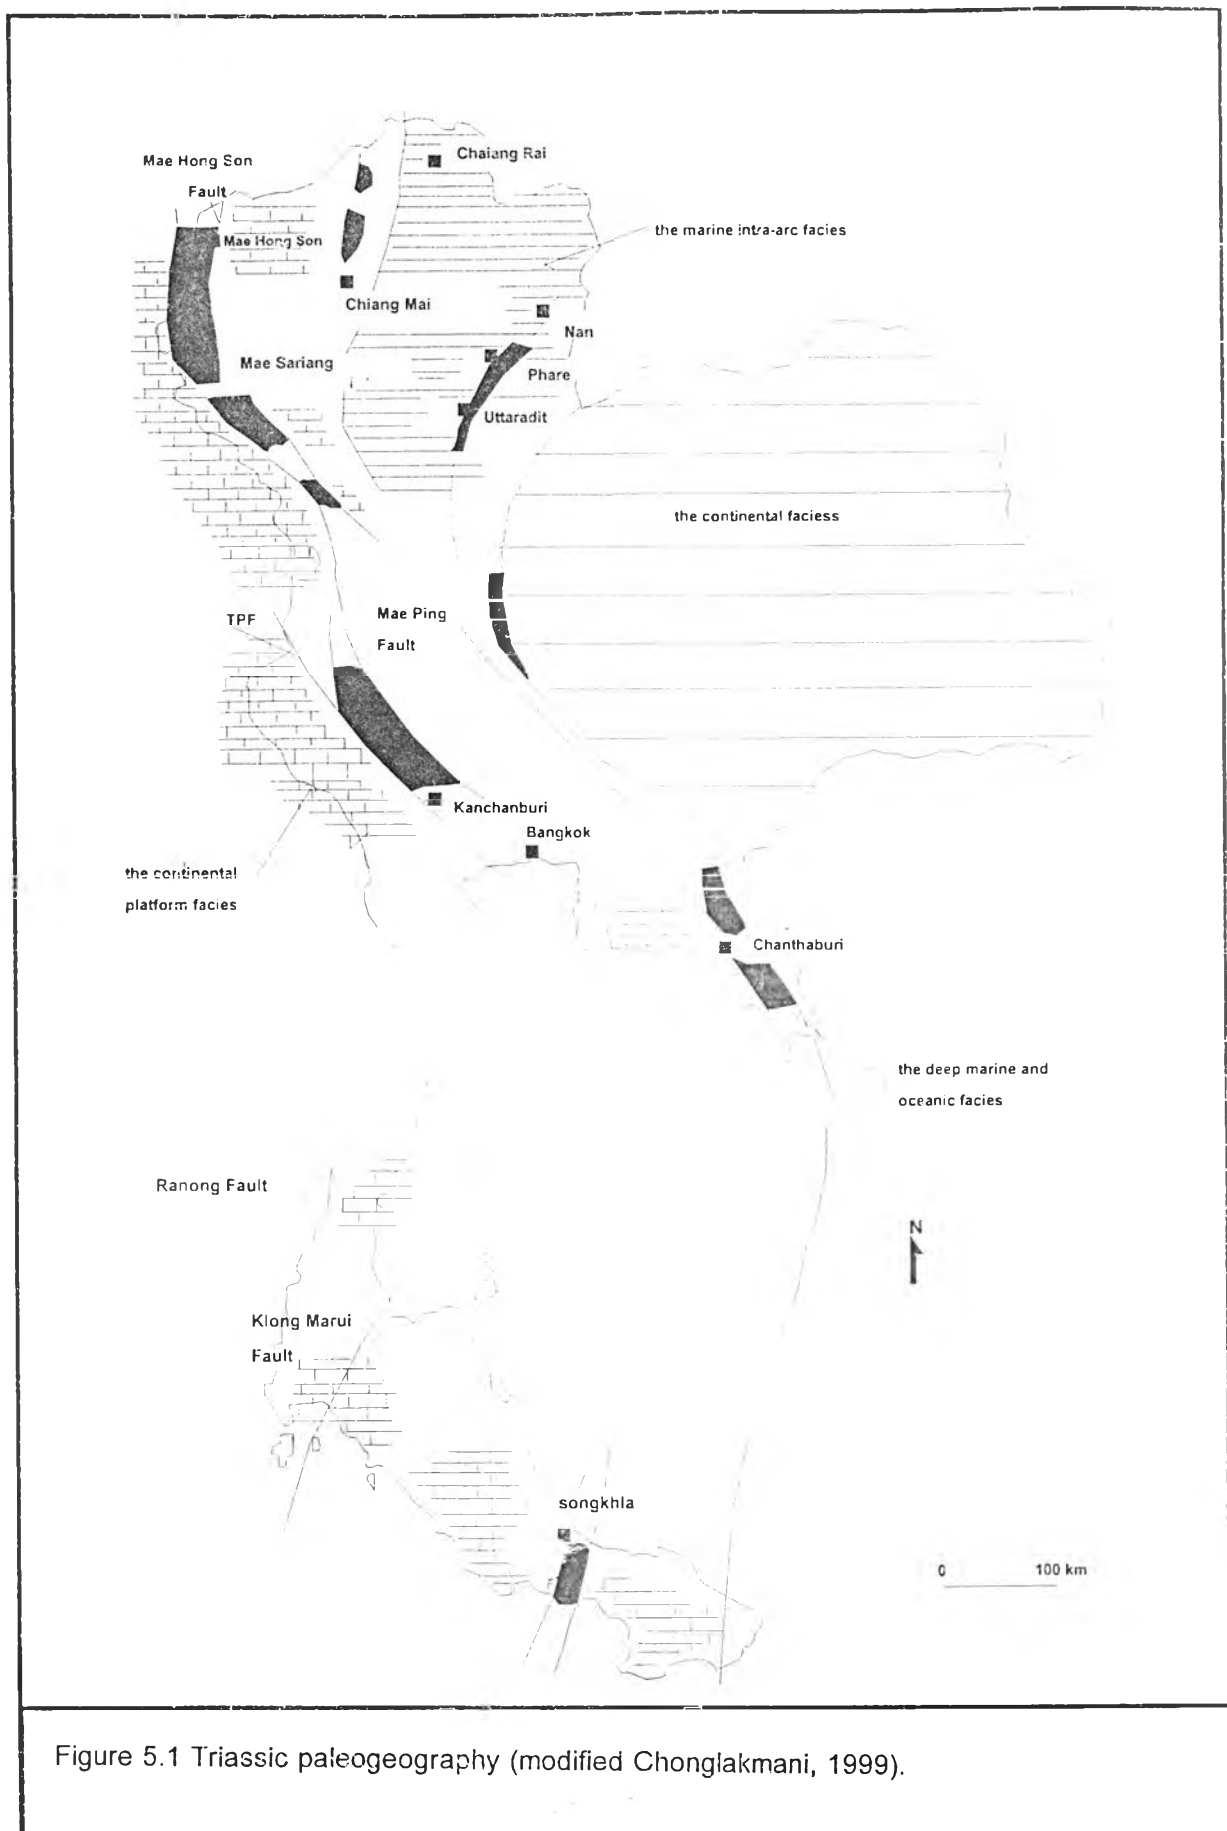 Mae Hong Son
Fault
Chaiang Rai
the marine intra-arc facies
Mae Hong Son
Chiang Mai
Nan
Mae Sariang
Phare
Uttaradit
the continental faciess
Mae Ping
Fault
TPF
Kanchanburi
Bangkok
the continental
platform facies
Chanthaburi
the deep marine and
oceanic facies
Ranong Fault
N
Klong Marui
Fault
songkhla
0 100 km
Figure 5.1 Triassic paleogeography (modified Chonglakmani, 1999).